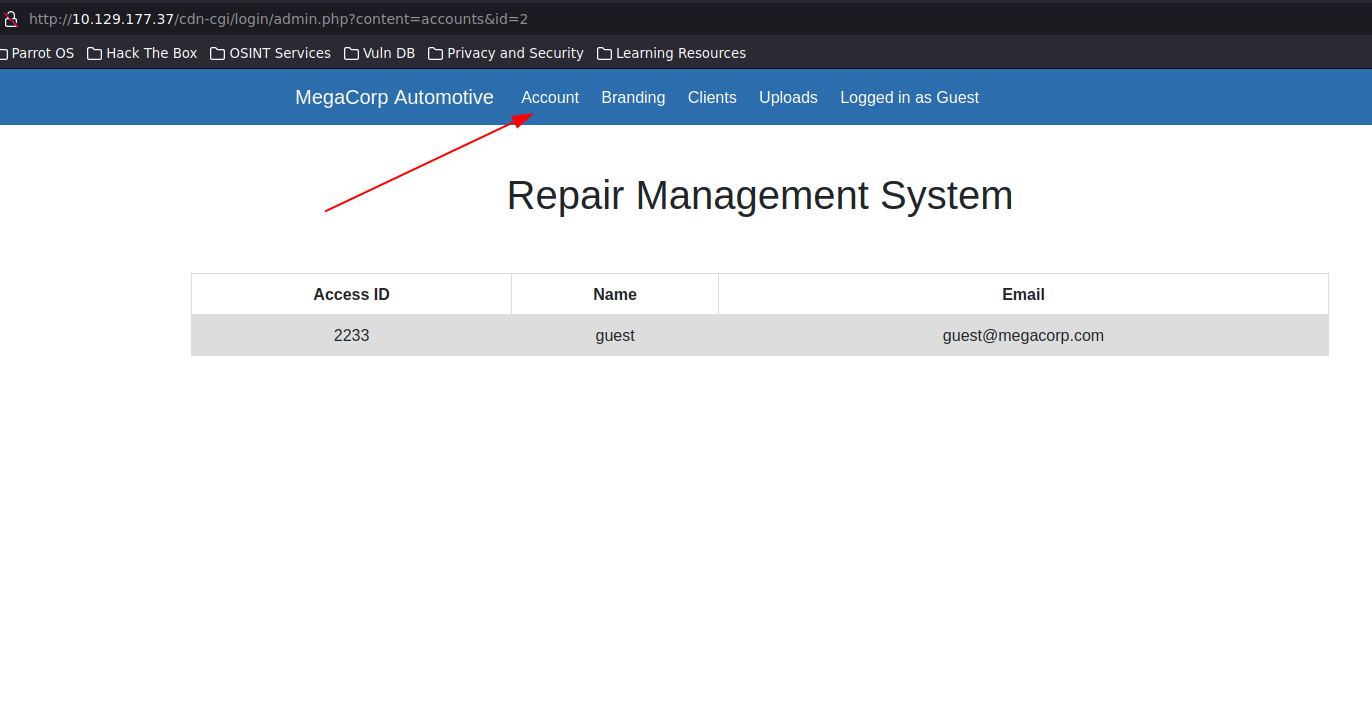 http://10.129.177.37/cdn-cgi/login/admin.php?content=accounts&id=2
Parrot OS Hack The Box OSINT Services Vuln DB Privacy and Security Learning Resources
MegaCorp Automotive Account Branding Clients Uploads Logged in as Guest
Repair Management System
Access ID Name Email
2233 guest guest@megacorp.com